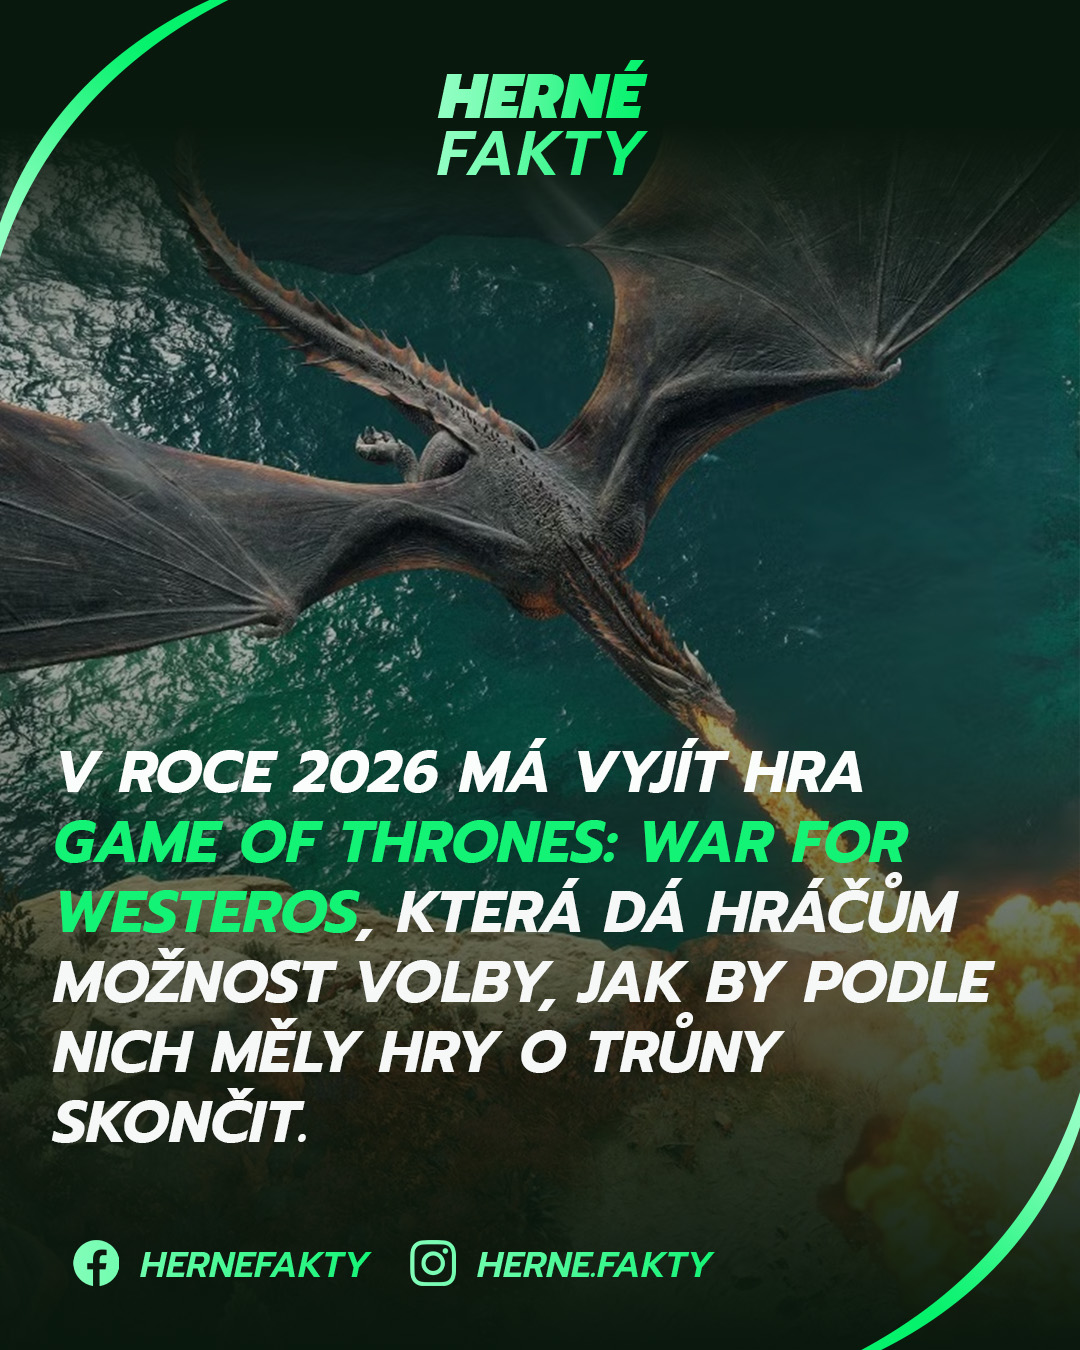 HERNÉ
FAKTY
V ROCE 2026 MÁ VYJÍT HRA
GAME OF THRONES: WAR FOR
WESTEROS, KTERÁ DÁ HRÁČŮM
MOŽNOST VOLBY, JAK BY PODLE
NICH MĚLY HRY O TRŮNY
SKONČIT.
HERNEFAKTY
HERNE.FAKTY